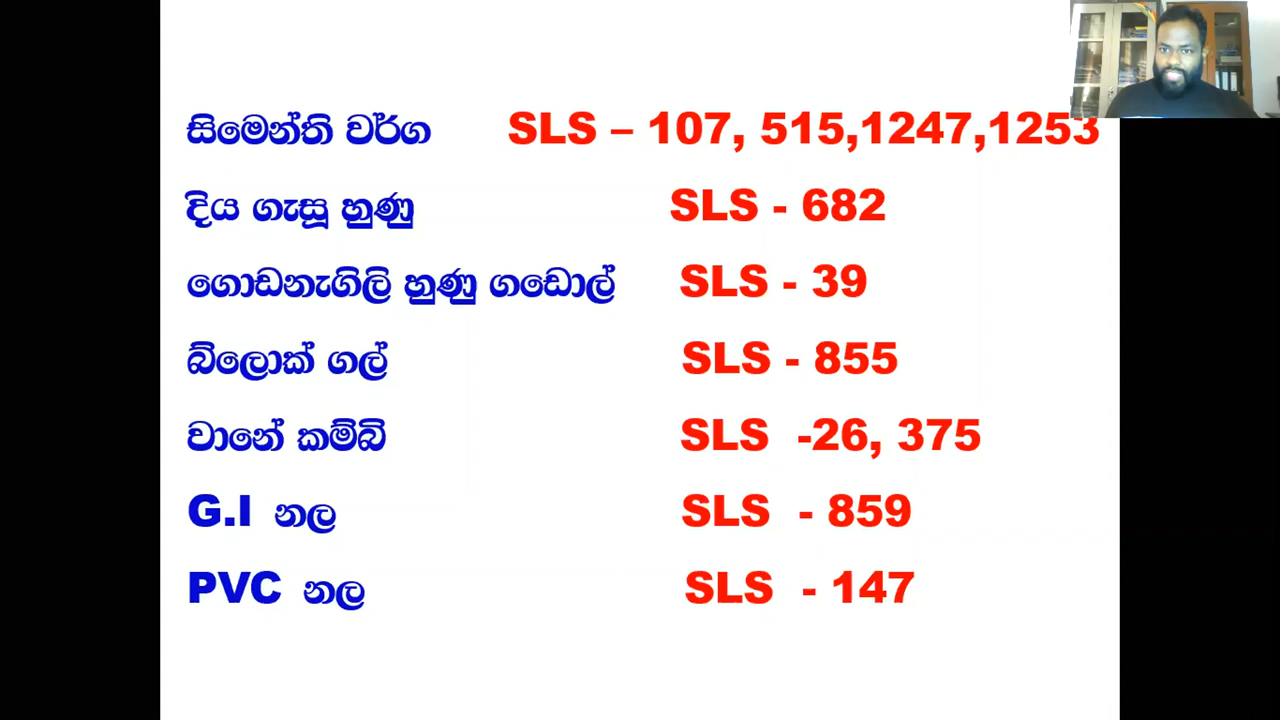 සිමෙන්ති වර්ග SLS – 107, 515,1247,1253
දිය ගැසූ හුණු SLS - 682
ගොඩනැගිලි හුණු ගඩොල් SLS - 39
බ්ලොක් ගල් SLS - 855
වානේ කම්බි SLS -26, 375
G.I නල SLS - 859
PVC නල SLS - 147